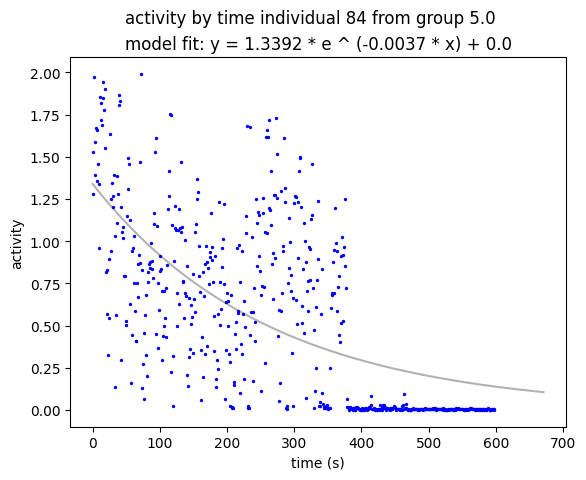 activity by time individual 84 from group 5.0
model fit: y = 1.3392 * e ^ (-0.0037 * x) + 0.0
2.00
1.75
1.50
1.25
1.00
0.75
0.50
0.25
0.00
activity
0 100 200 300 400 500 600 700
time (s)